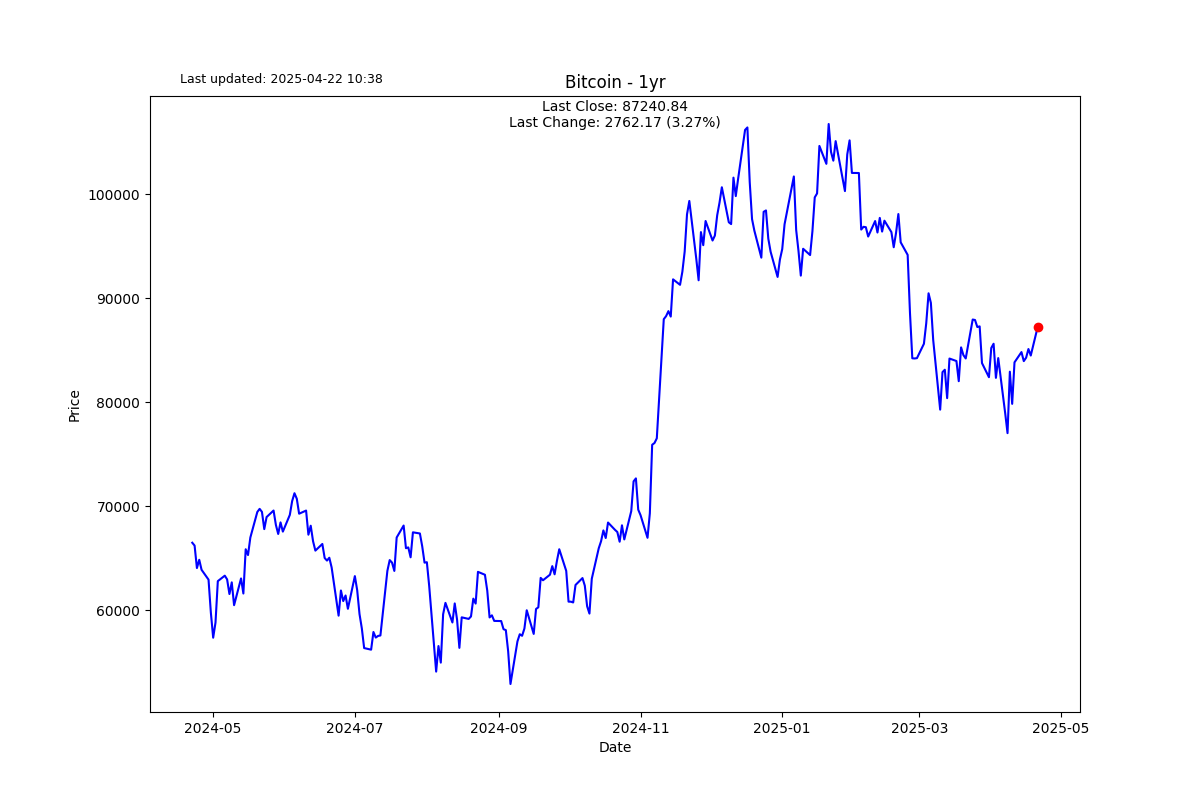 Last updated: 2025-04-22 10:38
Bitcoin - 1yr
Last Close: 87240.84
Last Change: 2762.17 (3.27%)
100000
90000
80000
70000
60000
Price
2024-05
2024-07
2024-09
2024-11
2025-01
2025-03
2025-05
Date